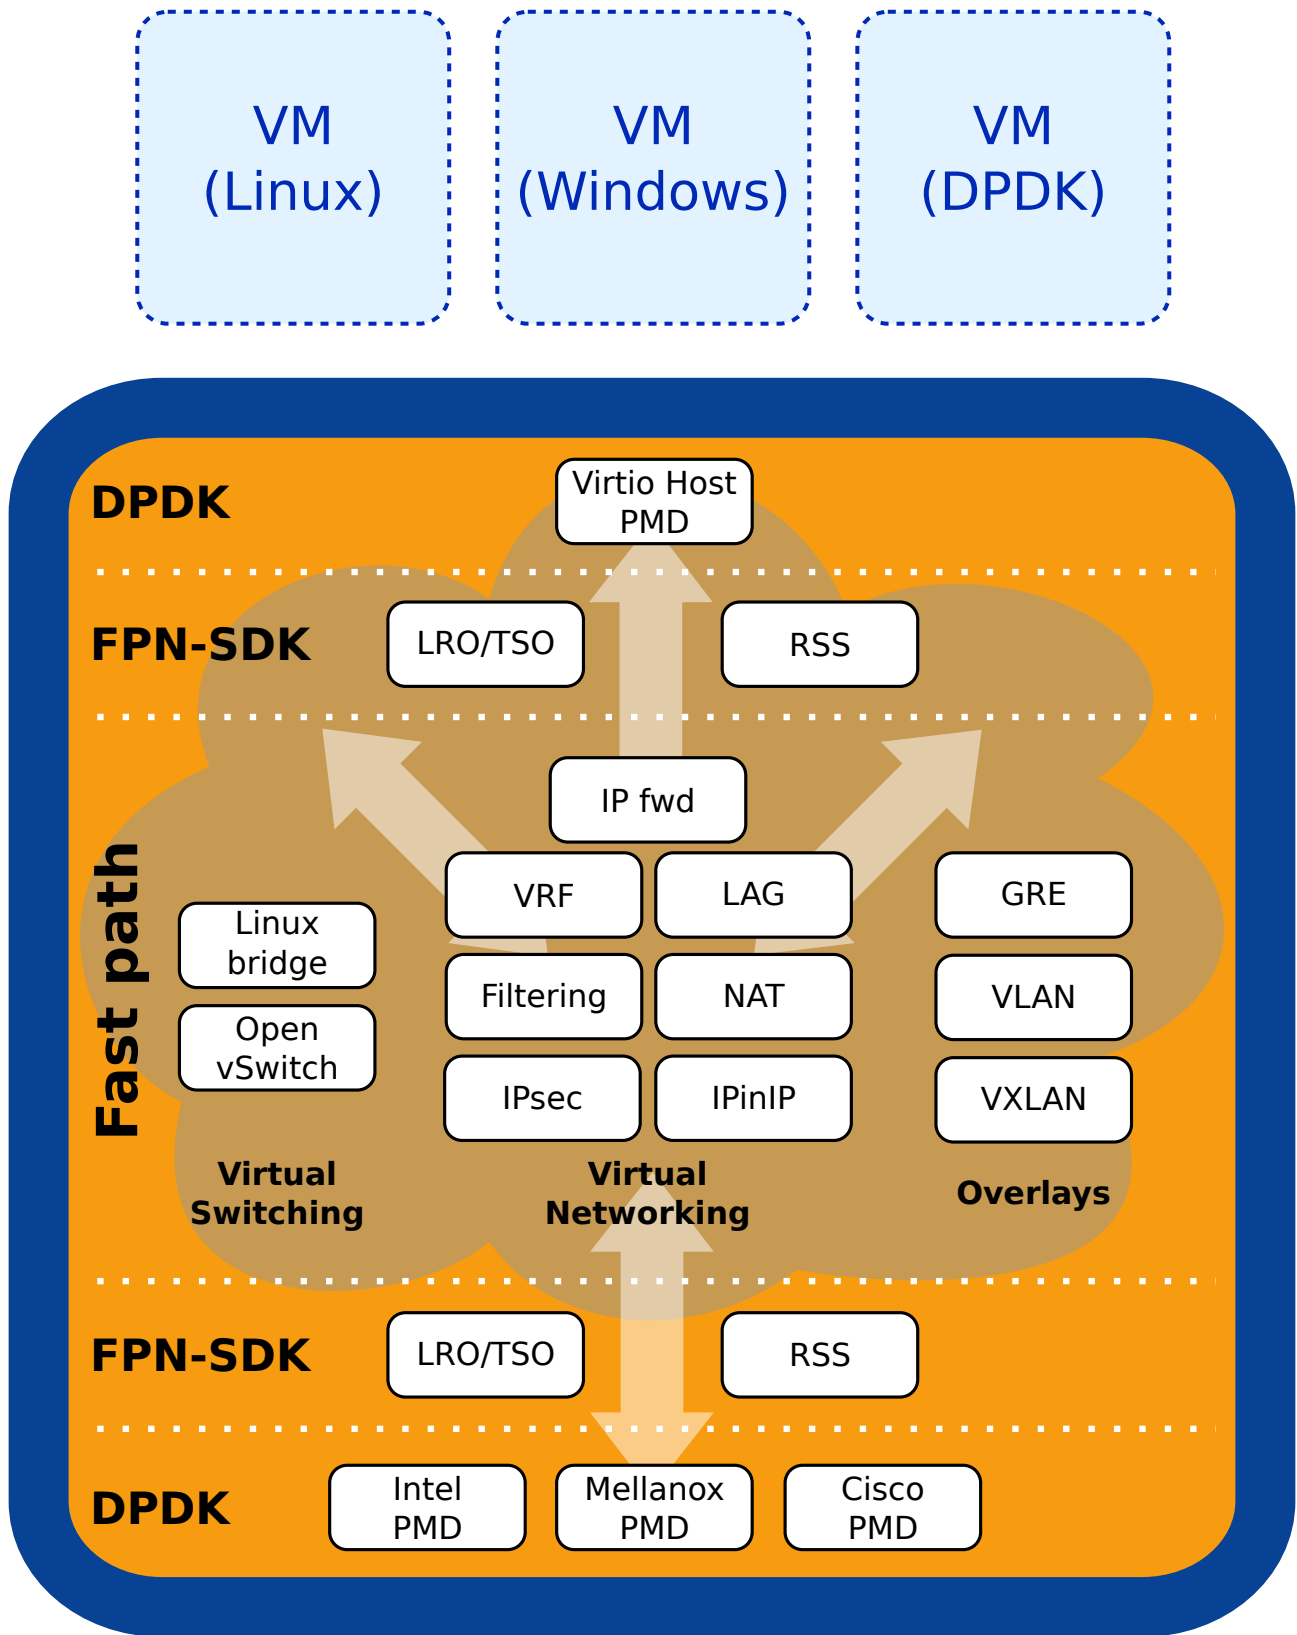 VM
(Linux)
VM
(Windows)
VM
(DPDK)
DPDK
Virtio Host
PMD
FPN-SDK
LRO/TSO
RSS
Fast path
IP fwd
VRF
LAG
GRE
Linux
bridge
Filtering
NAT
VLAN
Open
vSwitch
IPsec
IPinIP
VXLAN
Virtual
Switching
Virtual
Networking
Overlays
FPN-SDK
LRO/TSO
RSS
DPDK
Intel
PMD
Mellanox
PMD
Cisco
PMD